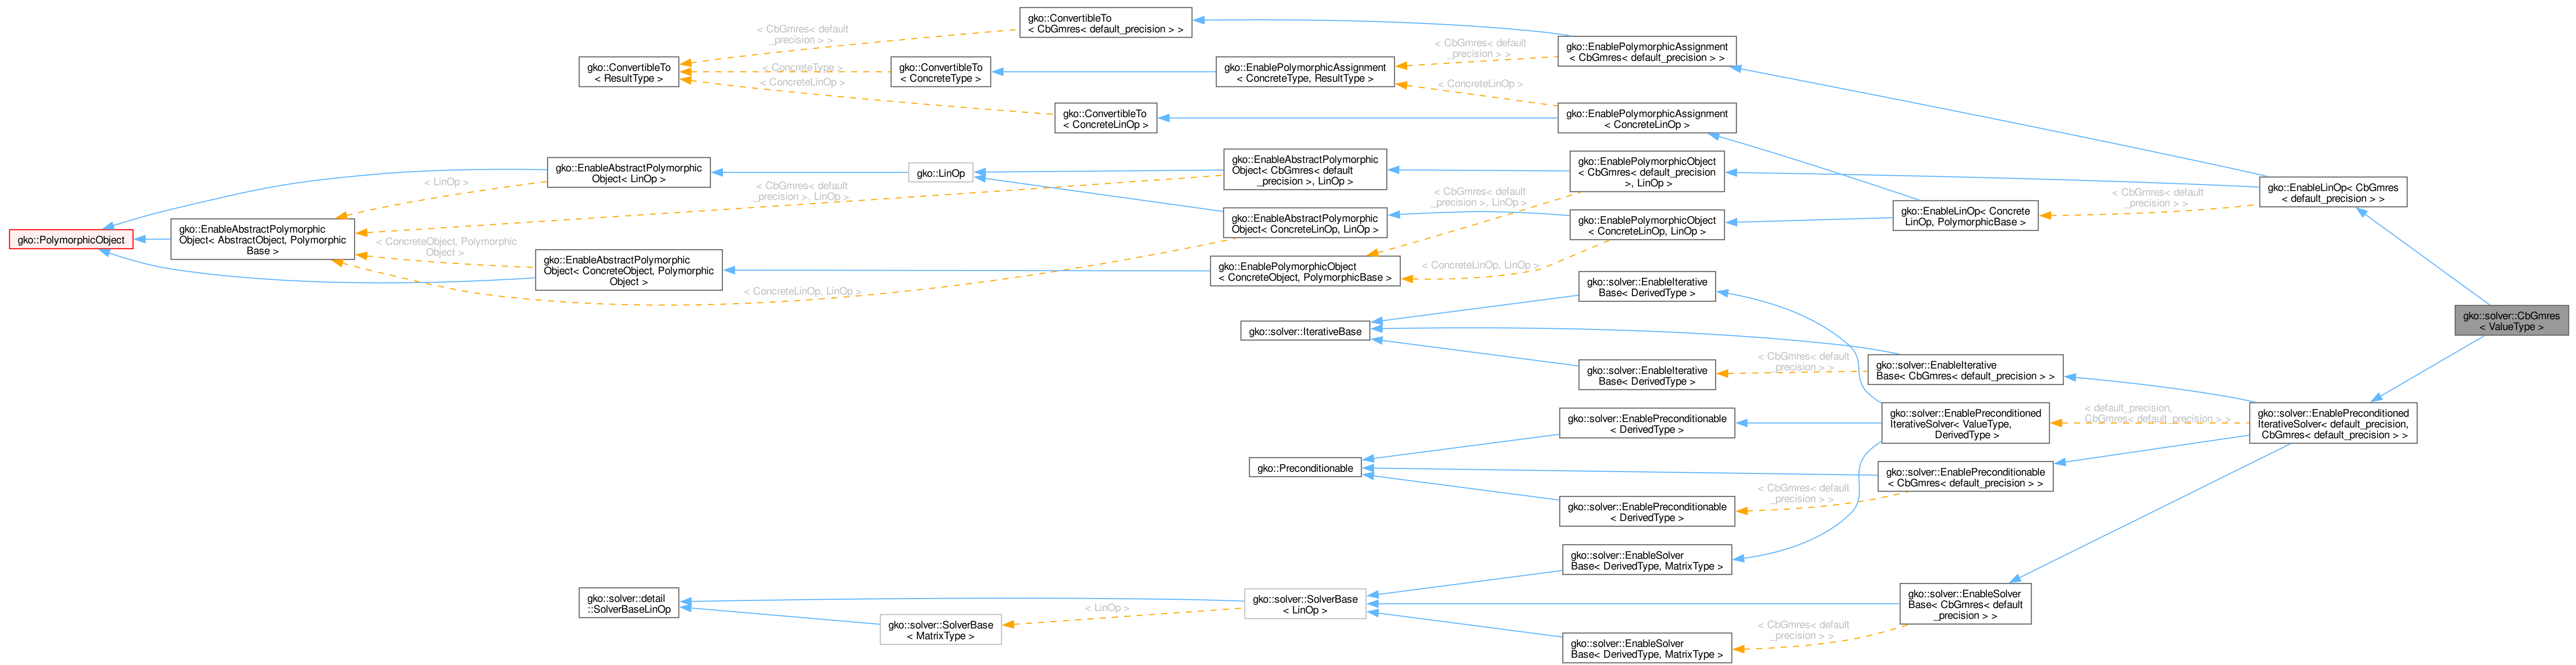 gko::ConvertibleTo
< CbGmres< default_precision > >
< CbGmres< default
_precision > >
gko::EnablePolymorphicAssignment
< CbGmres< default_precision > >
< CbGmres< default
_precision > >
gko::ConvertibleTo
< ResultType >
< ConcreteType >
gko::ConvertibleTo
< ConcreteType >
gko::EnablePolymorphicAssignment
< ConcreteType, ResultType >
< ConcreteLinOp >
< ConcreteLinOp >
gko::ConvertibleTo
< ConcreteLinOp >
gko::EnablePolymorphicAssignment
< ConcreteLinOp >
gko::EnableAbstractPolymorphic
Object< LinOp >
gko::LinOp
gko::EnableAbstractPolymorphic
Object< CbGmres< default
_precision >, LinOp >
gko::EnablePolymorphicObject
< CbGmres< default_precision
>, LinOp >
< LinOp >
< CbGmres< default
_precision >, LinOp >
< CbGmres< default
_precision >, LinOp >
gko::EnableLinOp< CbGmres
< default_precision > >
< CbGmres< default
_precision > >
gko::EnableLinOp< Concrete
LinOp, PolymorphicBase >
gko::EnableAbstractPolymorphic
Object< ConcreteLinOp, LinOp >
gko::EnablePolymorphicObject
< ConcreteLinOp, LinOp >
gko::PolymorphicObject
gko::EnableAbstractPolymorphic
Object< AbstractObject, Polymorphic
Base >
< ConcreteObject, Polymorphic
Object >
gko::EnableAbstractPolymorphic
Object< ConcreteObject, Polymorphic
Object >
gko::EnablePolymorphicObject
< ConcreteObject, PolymorphicBase >
< ConcreteLinOp, LinOp >
< ConcreteLinOp, LinOp >
gko::solver::EnableIterative
Base< DerivedType >
gko::solver::IterativeBase
gko::solver::CbGmres
< ValueType >
gko::solver::EnableIterative
Base< DerivedType >
< CbGmres< default
_precision > >
gko::solver::EnableIterative
Base< CbGmres< default_precision > >
gko::solver::EnablePreconditionable
< DerivedType >
gko::solver::EnablePreconditioned
IterativeSolver< ValueType,
DerivedType >
< default_precision,
CbGmres< default_precision > >
gko::solver::EnablePreconditioned
IterativeSolver< default_precision,
CbGmres< default_precision > >
gko::Preconditionable
gko::solver::EnablePreconditionable
< CbGmres< default_precision > >
< CbGmres< default
_precision > >
gko::solver::EnablePreconditionable
< DerivedType >
gko::solver::EnableSolver
Base< DerivedType, MatrixType >
gko::solver::detail
::SolverBaseLinOp
gko::solver::SolverBase
< LinOp >
gko::solver::EnableSolver
Base< CbGmres< default
_precision > >
< LinOp >
gko::solver::SolverBase
< MatrixType >
< CbGmres< default
_precision > >
gko::solver::EnableSolver
Base< DerivedType, MatrixType >